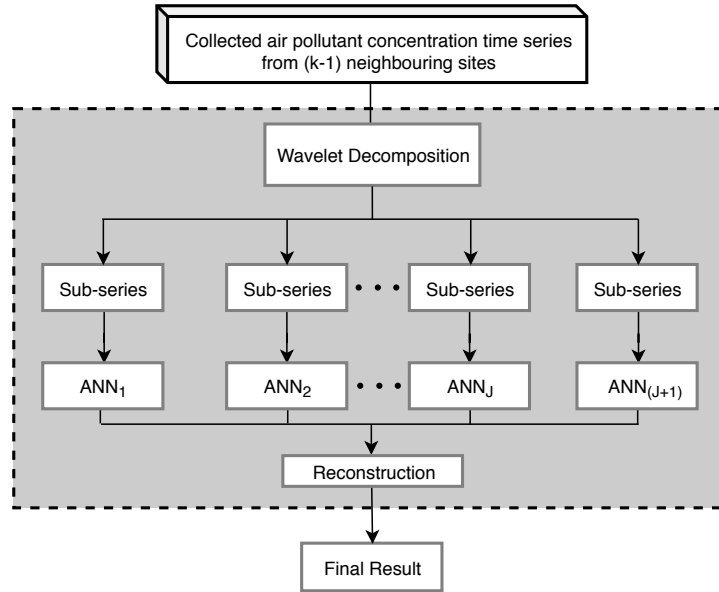 Collected air pollutant concentration time series
from (k-1) neighbouring sites
Wavelet Decomposition
Sub-series
Sub-series
• • •
Sub-series
Sub-series
ANN₁
ANN₂
• • •
ANN_J
ANN₍J₊₁₎
Reconstruction
Final Result